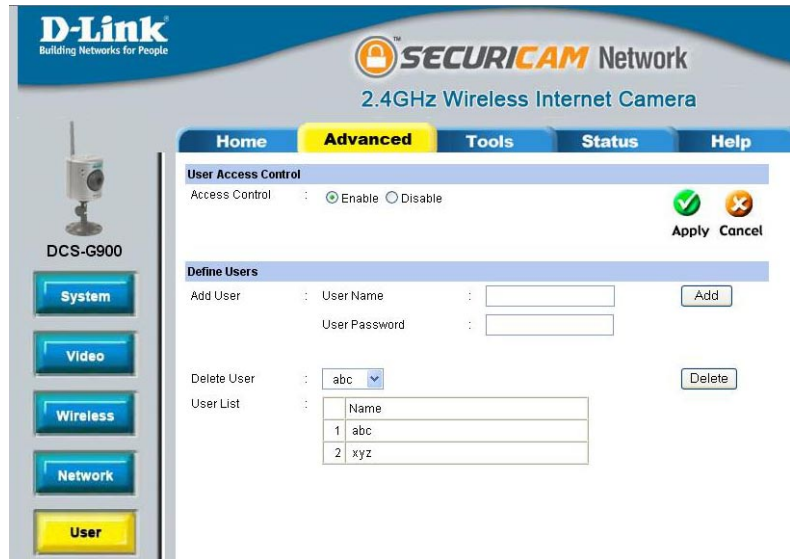 D-Link
Building Networks for People
SECURICAM Network
TM
2.4GHz Wireless Internet Camera
Home Advanced Tools Status Help
DCS-G900
System
Video
Wireless
Network
User
User Access Control
Access Control : Enable Disable
Apply Cancel
Define Users
Add User : User Name : Add
User Password :
Delete User : abc Delete
User List :
Name
1 abc
2 xyz